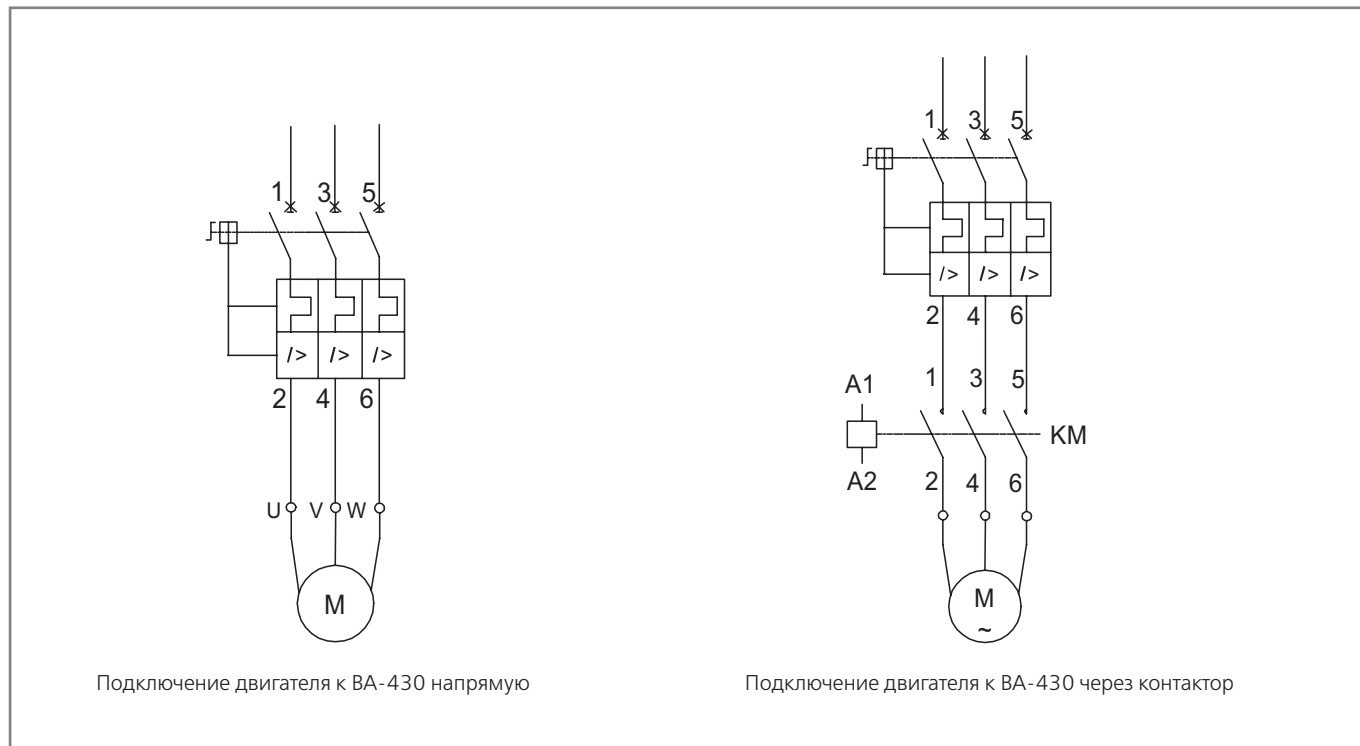 1 3 5
I> I> I>
2 4 6
U V W
M
Подключение двигателя к ВА-430 напрямую
1 3 5
I> I> I>
2 4 6
1 3 5
A1
KM
A2
2 4 6
M
~
Подключение двигателя к ВА-430 через контактор